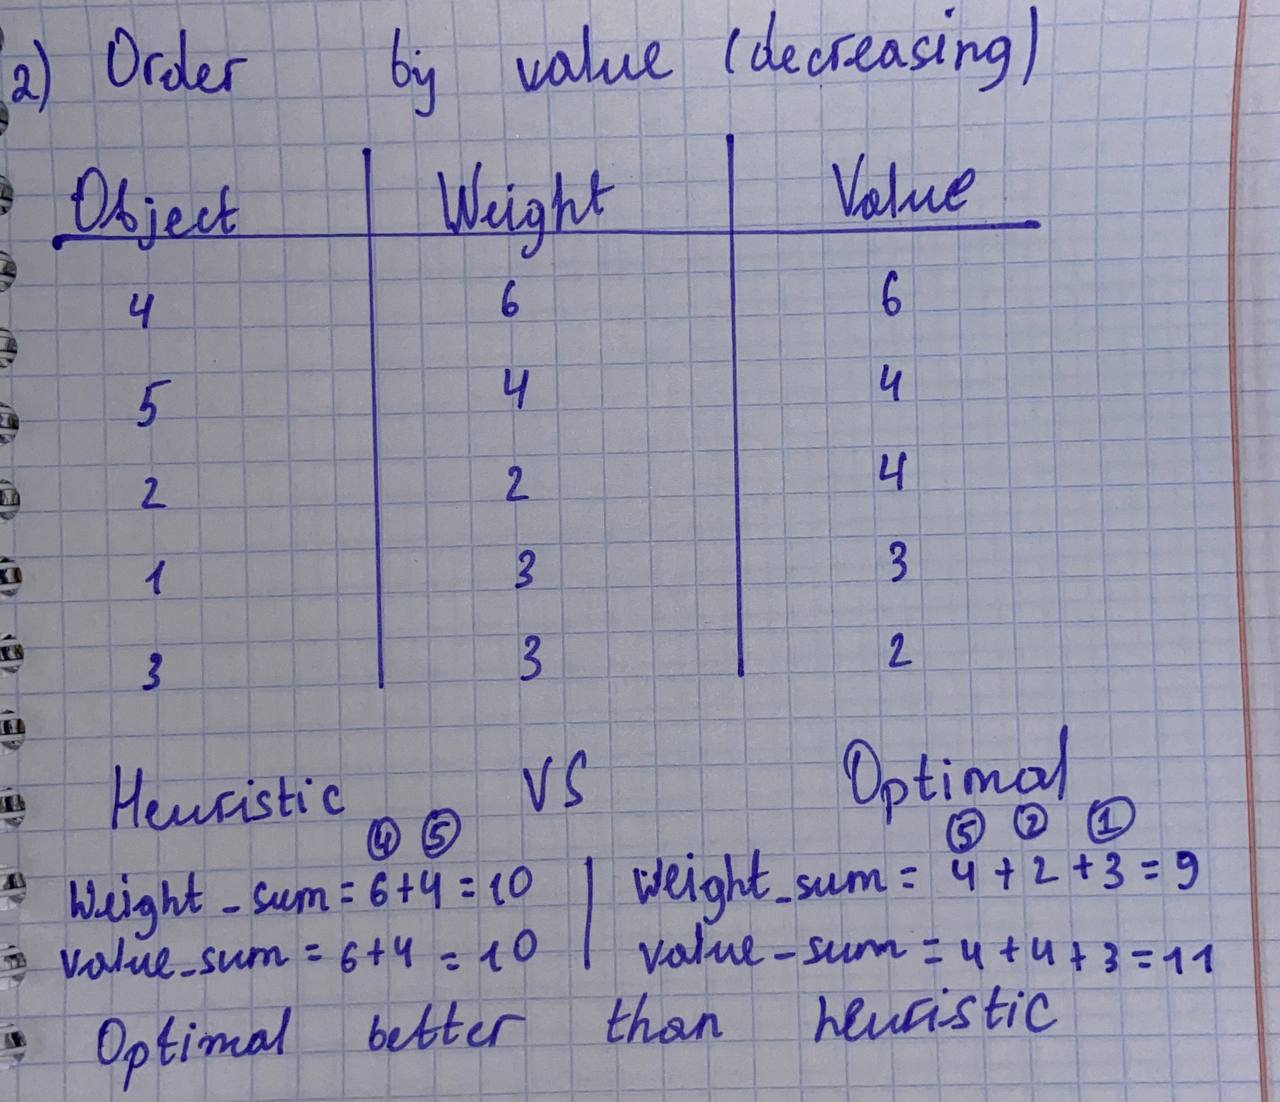 2) Order by value (decreasing)
Object Weight Value
4 6 6
5 4 4
2 2 4
1 3 3
3 3 2
Heuristic VS Optimal
④ ⑤ ⑤ ② ①
Weight_sum = 6+4 = 10 | Weight_sum = 4 + 2 + 3 = 9
value_sum = 6+4 = 10 | value_sum = 4 + 4 + 3 = 11
Optimal better than heuristic